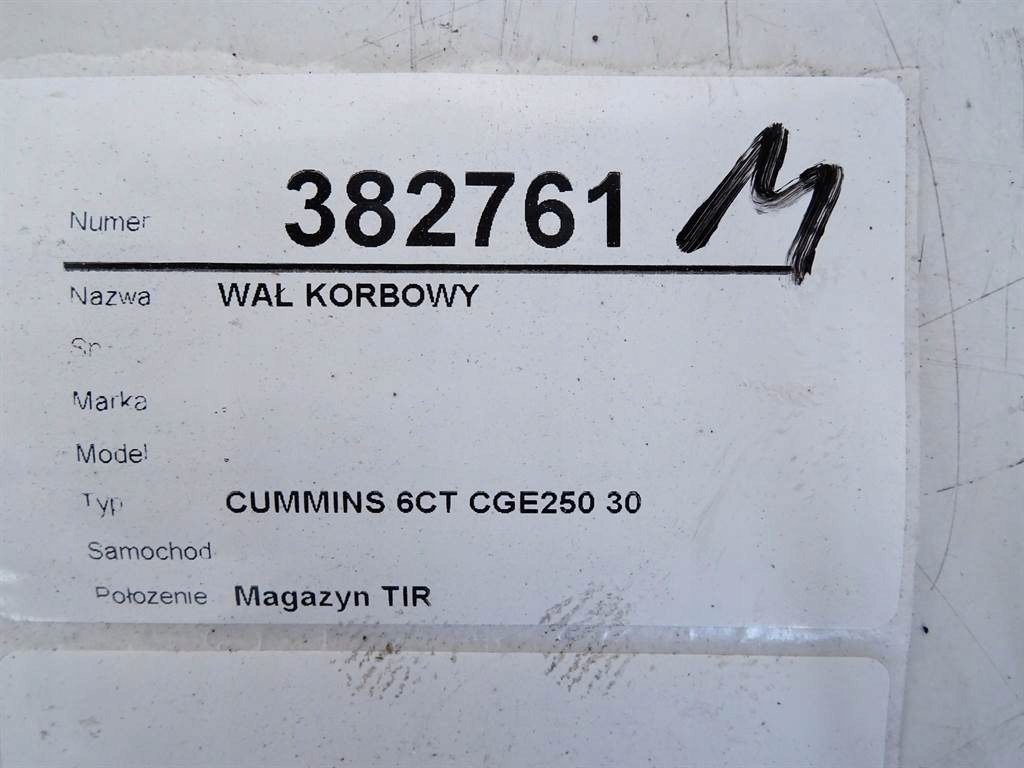 Numer 382761 M
Nazwa WAŁ KORBOWY
Marka
Model
Typ CUMMINS 6CT CGE250 30
Samochod
Położenie Magazyn TIR